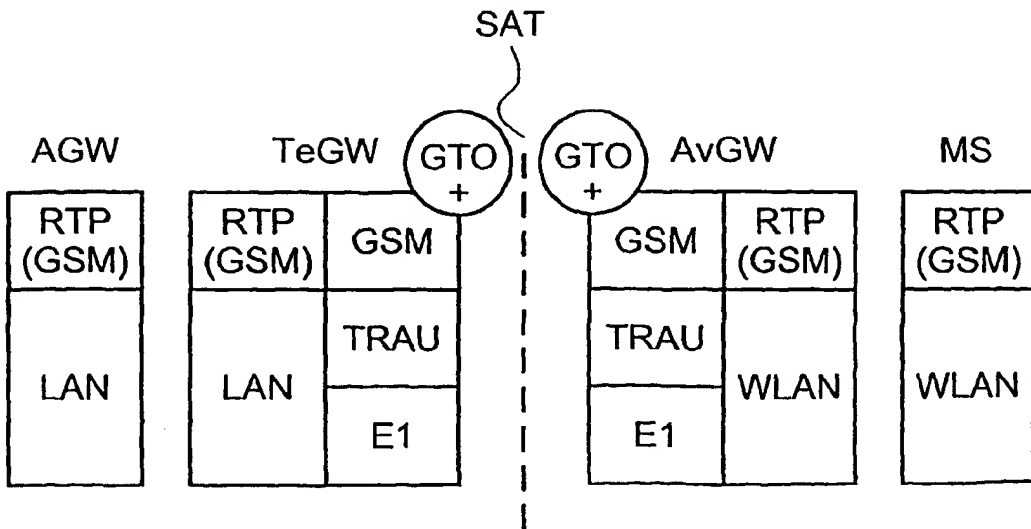 SAT
AGW
TeGW
GTO
+
GTO
+
AvGW
MS
RTP
(GSM)
RTP
(GSM)
GSM
GSM
RTP
(GSM)
RTP
(GSM)
LAN
LAN
TRAU
E1
TRAU
E1
WLAN
WLAN